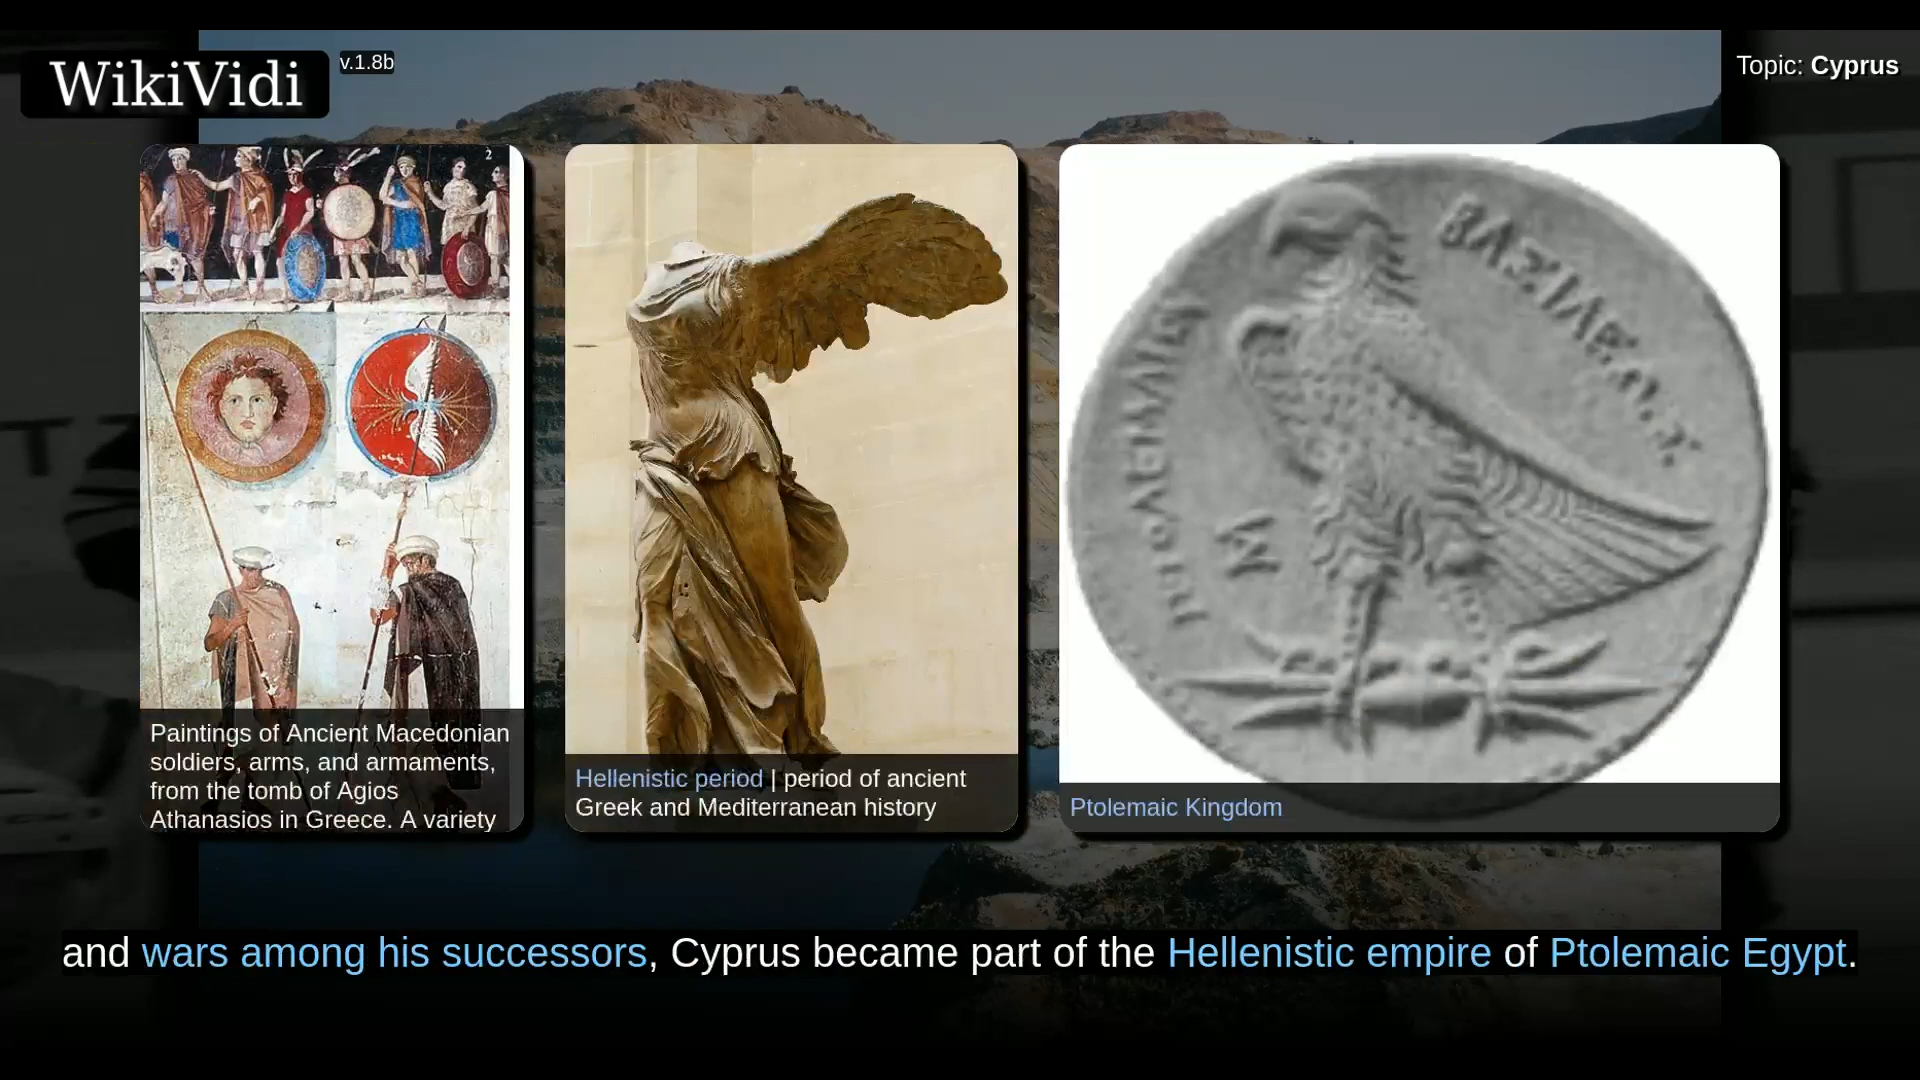 WikiVidi
v.1.8b
Topic: Cyprus
2
Paintings of Ancient Macedonian
soldiers, arms, and armaments,
from the tomb of Agios
Athanasios in Greece. A variety
Hellenistic period | period of ancient
Greek and Mediterranean history
ΒΑΣΙΛΕΩΣ
ΠΤΟΛΕΜΑΙΟΥ
Ptolemaic Kingdom
and wars among his successors, Cyprus became part of the Hellenistic empire of Ptolemaic Egypt.